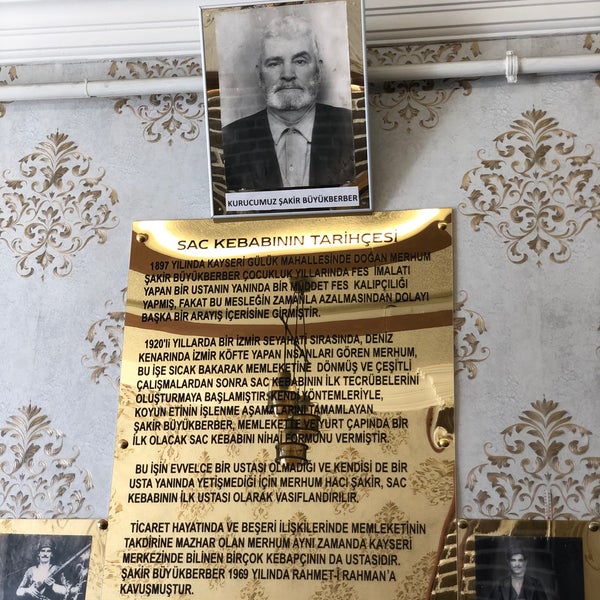 KURUCUMUZ ŞAKİR BÜYÜKBERBER
SAC KEBABININ TARİHÇESİ
1897 YILINDA KAYSERİ GÜLÜK MAHALLESİNDE DOĞAN MERHUM
ŞAKİR BÜYÜKBERBER ÇOCUKLUK YILLARINDA FES İMALATI
YAPAN BİR USTANIN YANINDA BİR MÜDDET FES KALIPÇILIĞI
YAPMIŞ, FAKAT BU MESLEĞİN ZAMANLA AZALMASINDAN DOLAYI
BAŞKA BİR ARAYIŞ İÇERİSİNE GİRMİŞTİR.
1920'li YILLARDA BİR İZMİR SEYAHATİ SIRASINDA, DENİZ
KENARINDA İZMİR KÖFTE YAPAN İNSANLARI GÖREN MERHUM,
BU İŞE SICAK BAKARAK MEMLEKETİNE DÖNMÜŞ VE ÇEŞİTLİ
ÇALIŞMALARDAN SONRA SAC KEBABININ İLK TECRÜBELERİNİ
OLUŞTURMAYA BAŞLAMIŞTIR. KENDİ YÖNTEMLERİYLE,
KOYUN ETİNİN İŞLENME AŞAMALARINI TAMAMLAYAN
ŞAKİR BÜYÜKBERBER, MEMLEKETTE VE YURT ÇAPINDA BİR
İLK OLACAK SAC KEBABINI NİHAİ FORMUNU VERMİŞTİR.
BU İŞİN EVVELCE BİR USTASI OLMADIĞI VE KENDİSİ DE BİR
USTA YANINDA YETİŞMEDİĞİ İÇİN MERHUM HACI ŞAKİR, SAC
KEBABININ İLK USTASI OLARAK VASIFLANDIRILIR,
TİCARET HAYATINDA VE BEŞERİ İLİŞKİLERİNDE MEMLEKETİNİN
TAKDİRİNE MAZHAR OLAN MERHUM AYNI ZAMANDA KAYSERİ
MERKEZİNDE BİLİNEN BİRÇOK KEBAPÇININ DA USTASIDIR.
ŞAKİR BÜYÜKBERBER 1969 YILINDA RAHMET-İ RAHMAN'A
KAVUŞMUŞTUR.